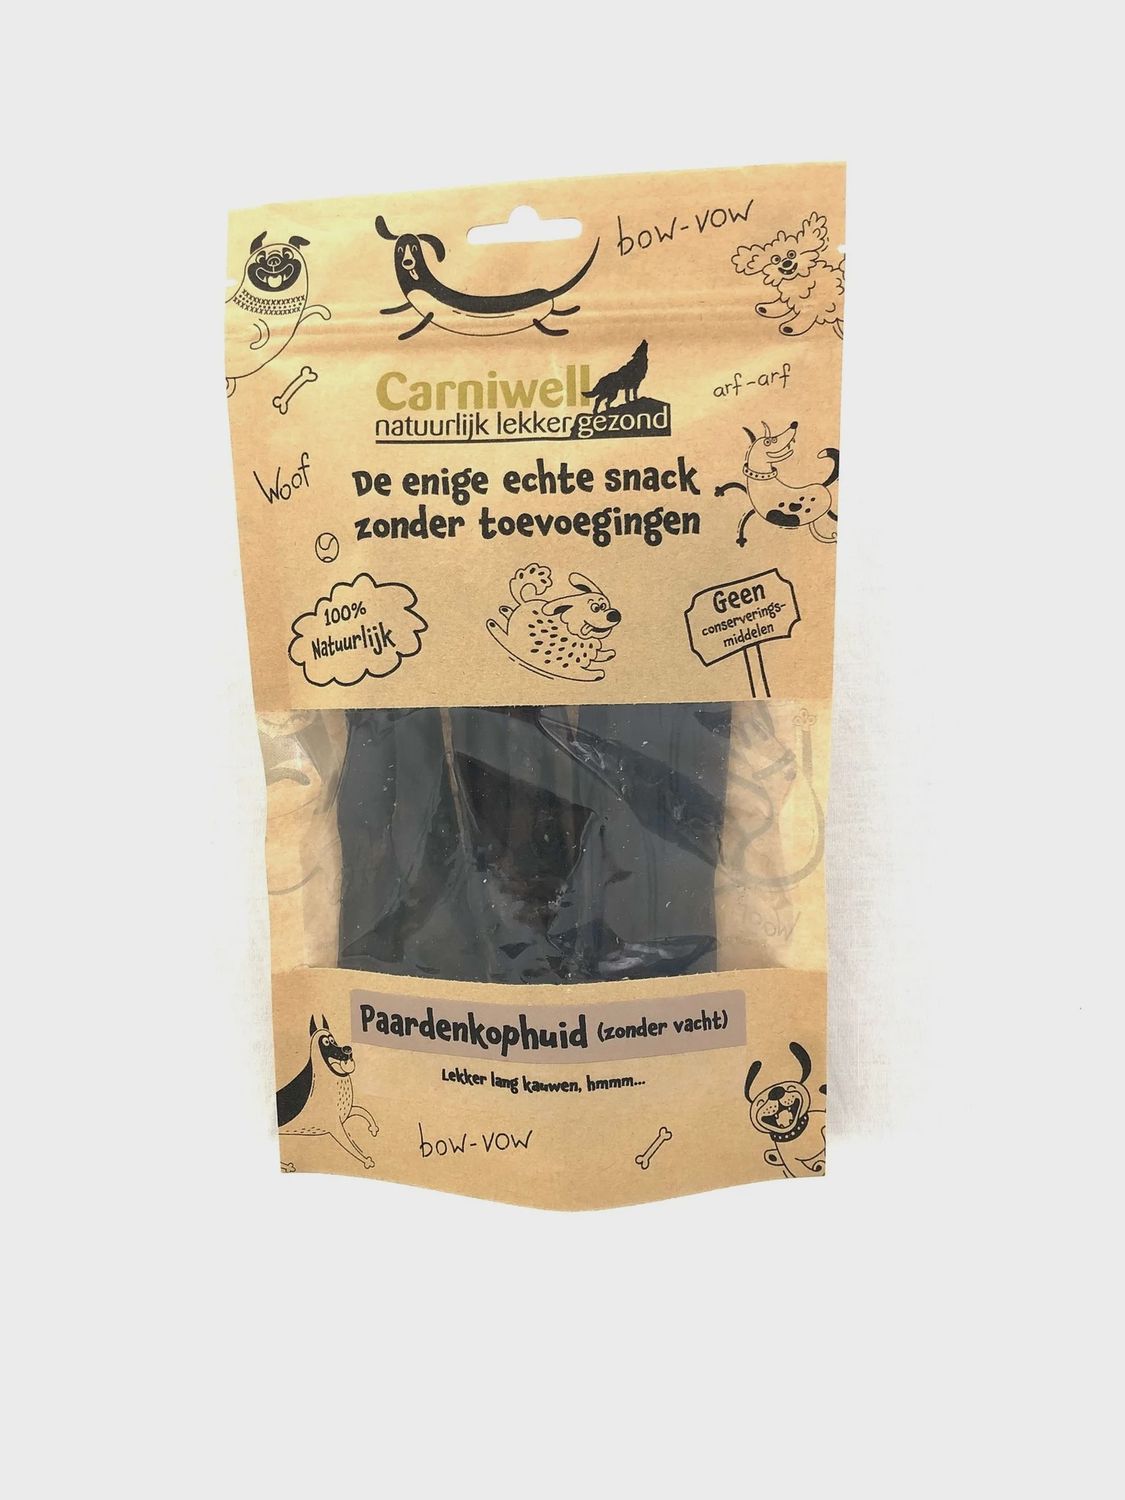 bow-vow
Carniwell
natuurlijk lekker gezond
arf-arf
Woof
De enige echte snack
zonder toevoegingen
100%
Natuurlijk
Geen
conserverings-
middelen
Paardenkophuid (zonder vacht)
Lekker lang kauwen, hmmm...
bow-vow